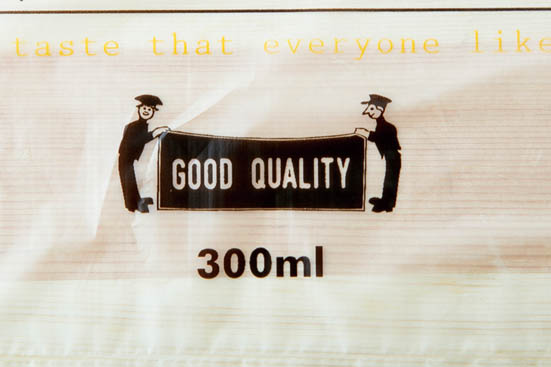 taste that everyone like
GOOD QUALITY
300ml